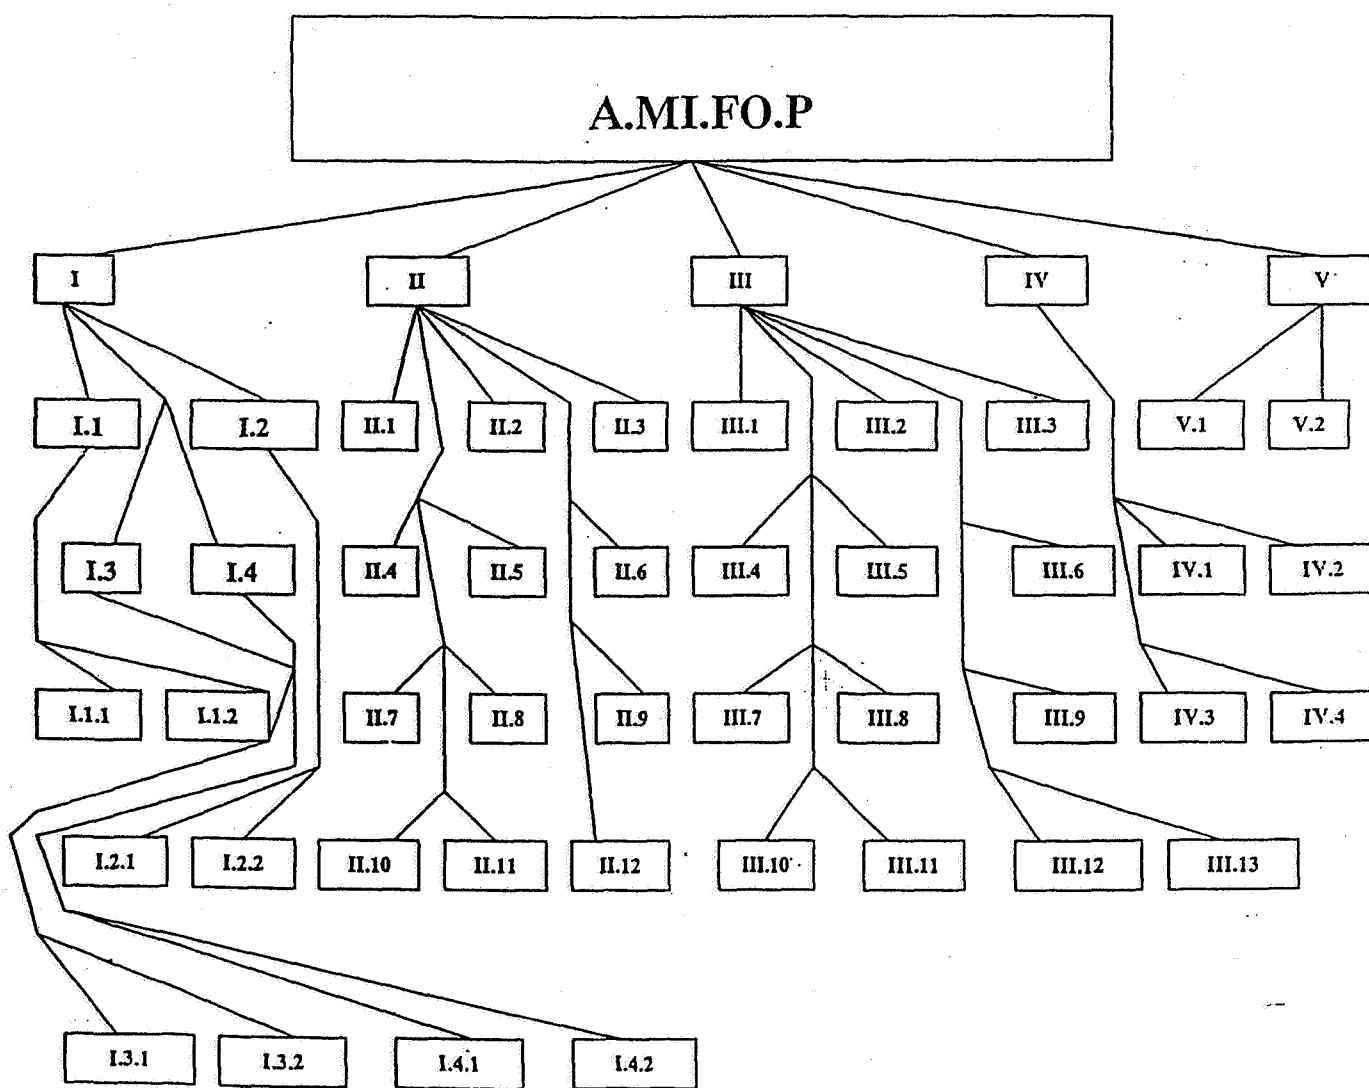 A.MI.FO.P
I II III IV V
I.1 I.2 II.1 II.2 II.3 III.1 III.2 III.3 V.1 V.2
I.3 I.4 II.4 II.5 II.6 III.4 III.5 III.6 IV.1 IV.2
I.1.1 I.1.2 II.7 II.8 II.9 III.7 III.8 III.9 IV.3 IV.4
I.2.1 I.2.2 II.10 II.11 II.12 III.10 III.11 III.12 III.13
I.3.1 I.3.2 I.4.1 I.4.2